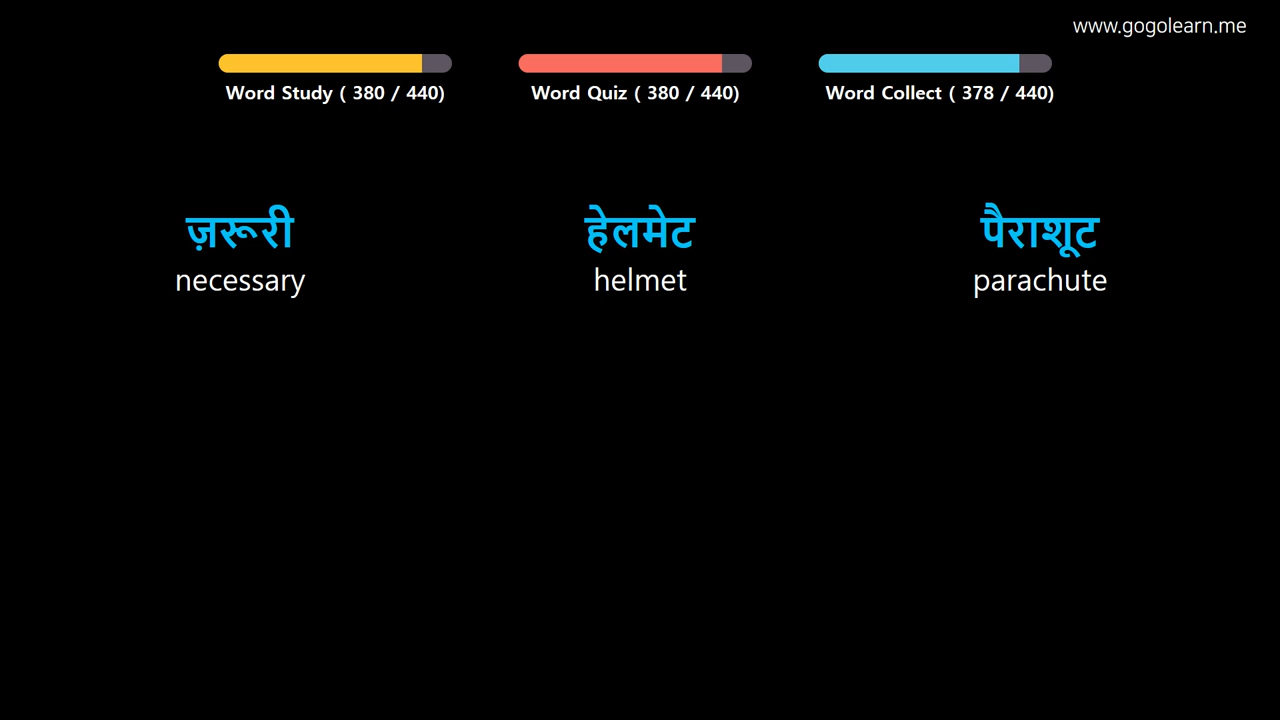 www.gogolearn.me
Word Study ( 380 / 440)
Word Quiz ( 380 / 440)
Word Collect ( 378 / 440)
ज़रूरी
necessary
हेलमेट
helmet
पैराशूट
parachute